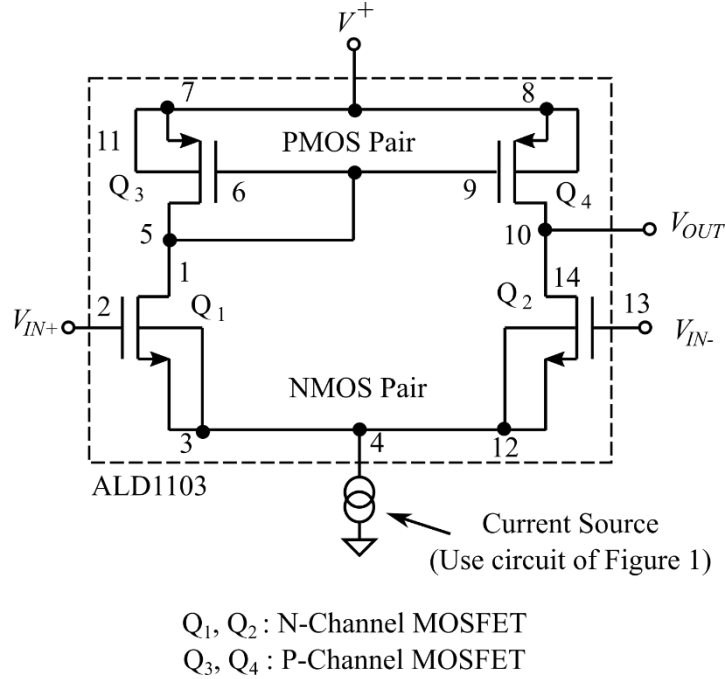 V+
7
8
11
PMOS Pair
Q3
6
9
Q4
5
10
VOUT
1
14
2
Q1
Q2
13
VIN+
VIN-
NMOS Pair
3
4
12
ALD1103
Current Source
(Use circuit of Figure 1)
Q1, Q2 : N-Channel MOSFET
Q3, Q4 : P-Channel MOSFET